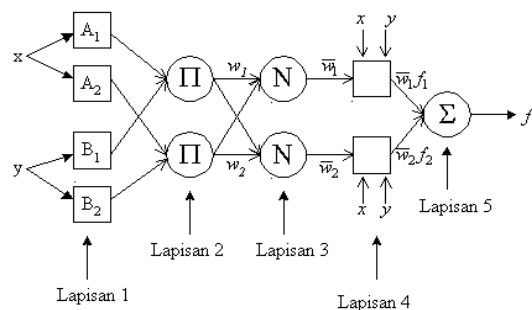 x y
A₁
x
A₂
Π w₁ N w̅₁ w̅₁f₁
Σ f
B₁
y
B₂
Π w₂ N w̅₂ w̅₂f₂
x y
Lapisan 5
Lapisan 2 Lapisan 3
Lapisan 1 Lapisan 4